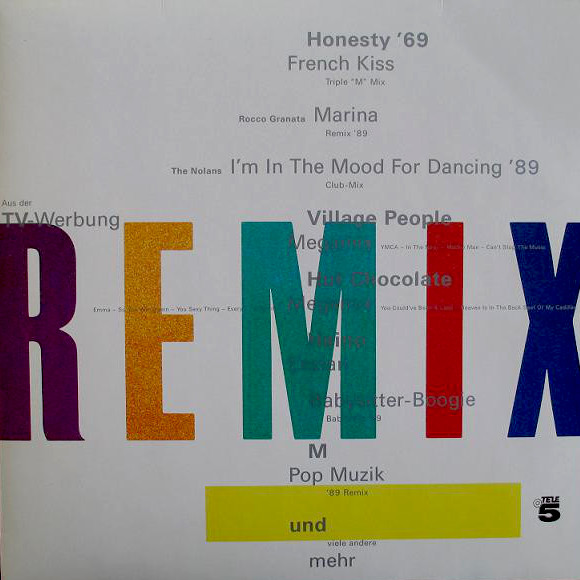 Honesty '69
French Kiss
Triple "M" Mix
Rocco Granata Marina
Remix '89
The Nolans I'm In The Mood For Dancing '89
Club-Mix
Aus der
TV-Werbung
REMIX
Village People
Megamix YMCA – In The Navy – Macho Man – Can't Stop The Music
Hot Chocolate
Emma – So You Win Again – You Sexy Thing – Megamix You Could've Been A Lady – Heaven Is In The Back Seat Of My Cadillac
Heino
Enzian
Babysitter-Boogie
M
Pop Muzik
'89 Remix
und
viele andere
mehr
TELE
5